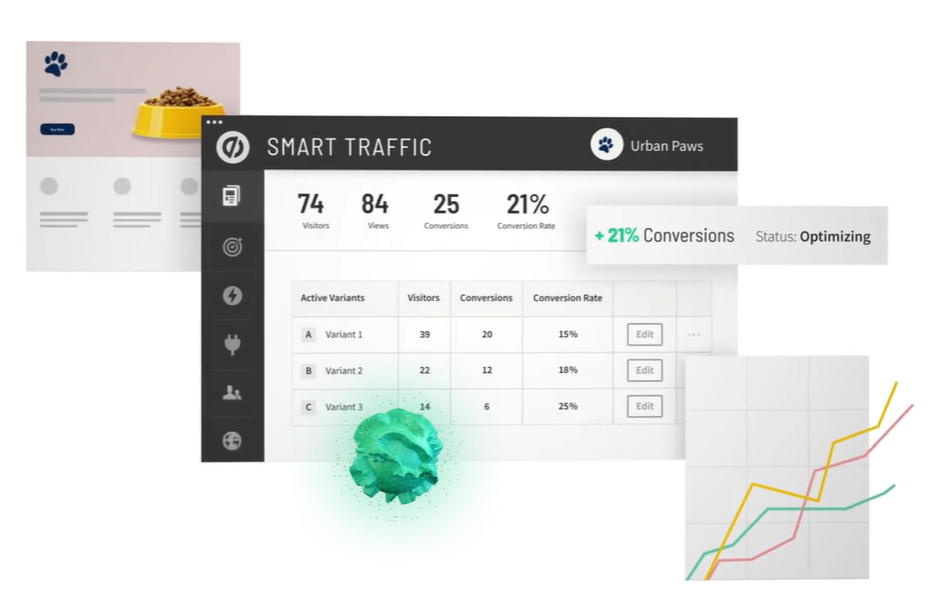 Buy Now
SMART TRAFFIC
Urban Paws
74 84 25 21%
Visitors Views Conversions Conversion Rate
+ 21% Conversions Status: Optimizing
Active Variants Visitors Conversions Conversion Rate
A Variant 1 39 20 15% Edit ...
B Variant 2 22 12 18% Edit
C Variant 3 14 6 25% Edit